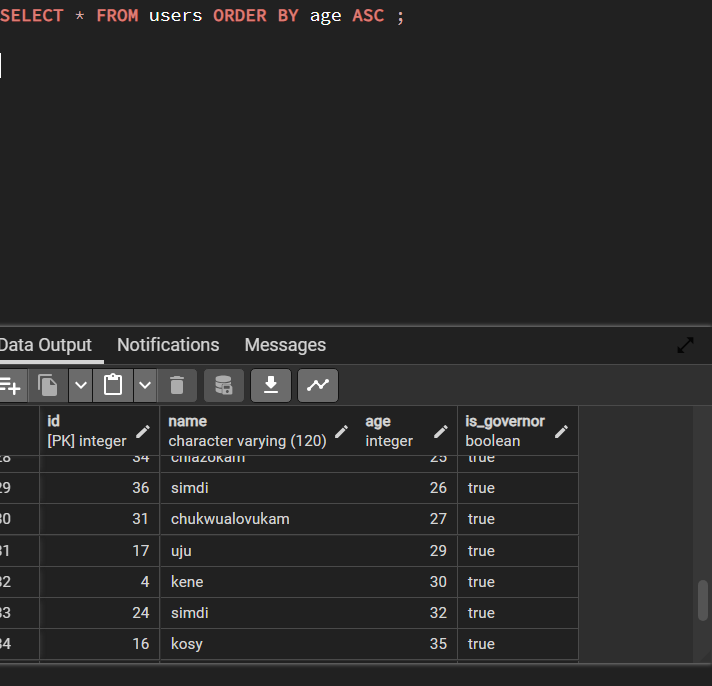 SELECT * FROM users ORDER BY age ASC ;
Data Output Notifications Messages
id name age is_governor
[PK] integer character varying (120) integer boolean
28 34 chiazokam 25 true
29 36 simdi 26 true
30 31 chukwualovukam 27 true
31 17 uju 29 true
32 4 kene 30 true
33 24 simdi 32 true
34 16 kosy 35 true